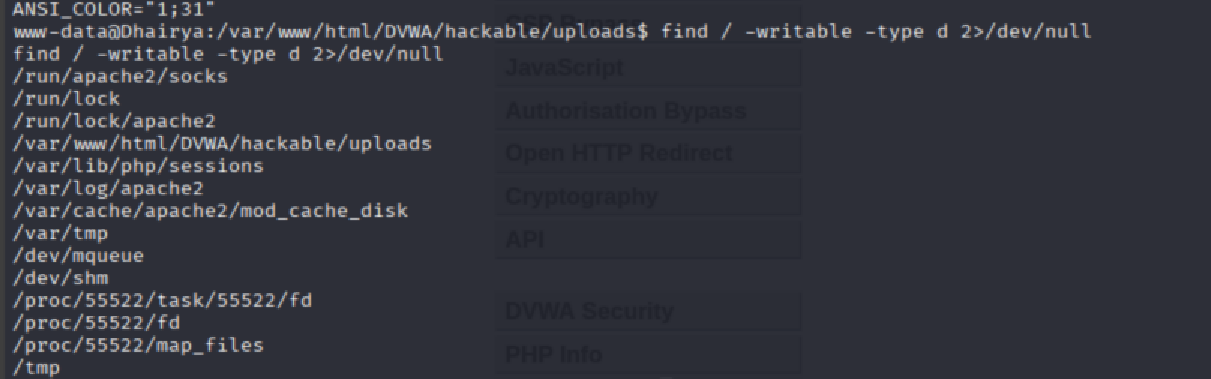 ANSI_COLOR="1;31"
www-data@Dhairya:/var/www/html/DVWA/hackable/uploads$ find / -writable -type d 2>/dev/null
find / -writable -type d 2>/dev/null
/run/apache2/socks
/run/lock
/run/lock/apache2
/var/www/html/DVWA/hackable/uploads
/var/lib/php/sessions
/var/log/apache2
/var/cache/apache2/mod_cache_disk
/var/tmp
/dev/mqueue
/dev/shm
/proc/55522/task/55522/fd
/proc/55522/fd
/proc/55522/map_files
/tmp
CSP Bypass
JavaScript
Authorisation Bypass
Open HTTP Redirect
Cryptography
API
DVWA Security
PHP Info